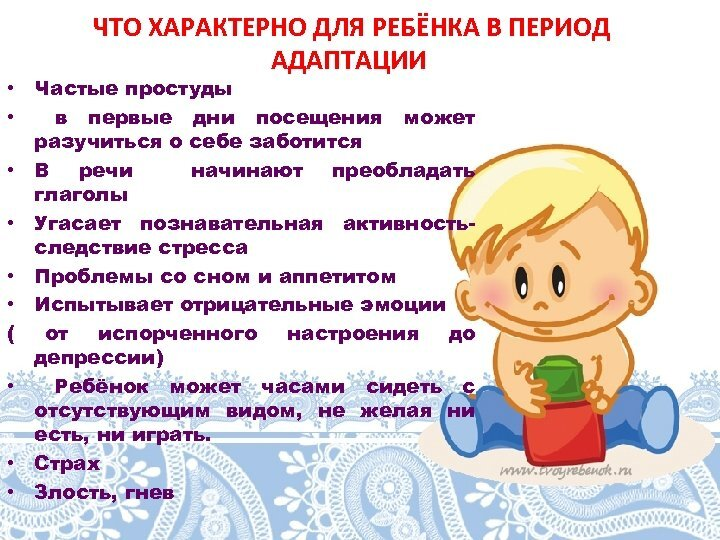 ЧТО ХАРАКТЕРНО ДЛЯ РЕБЁНКА В ПЕРИОД
АДАПТАЦИИ
• Частые простуды
• в первые дни посещения может
разучиться о себе заботится
• В речи начинают преобладать
глаголы
• Угасает познавательная активность-
следствие стресса
• Проблемы со сном и аппетитом
• Испытывает отрицательные эмоции
( от испорченного настроения до
депрессии)
• Ребёнок может часами сидеть с
отсутствующим видом, не желая ни
есть, ни играть.
• Страх
• Злость, гнев
www.tvoyrebenok.ru